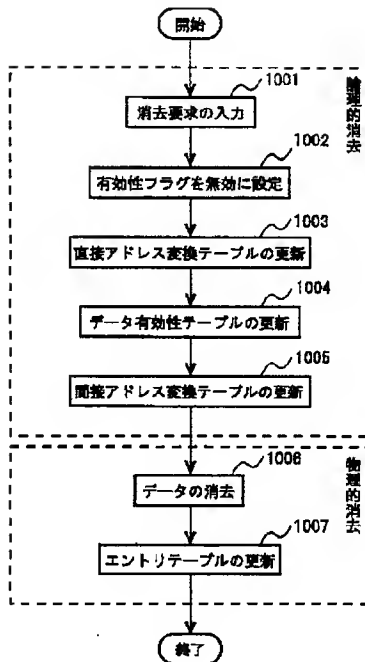 開始
1001
消去要求の入力
論理的消去
1002
有効性フラグを無効に設定
1003
直接アドレス変換テーブルの更新
1004
データ有効性テーブルの更新
1005
間接アドレス変換テーブルの更新
1006
データの消去
物理的消去
1007
エントリテーブルの更新
終了